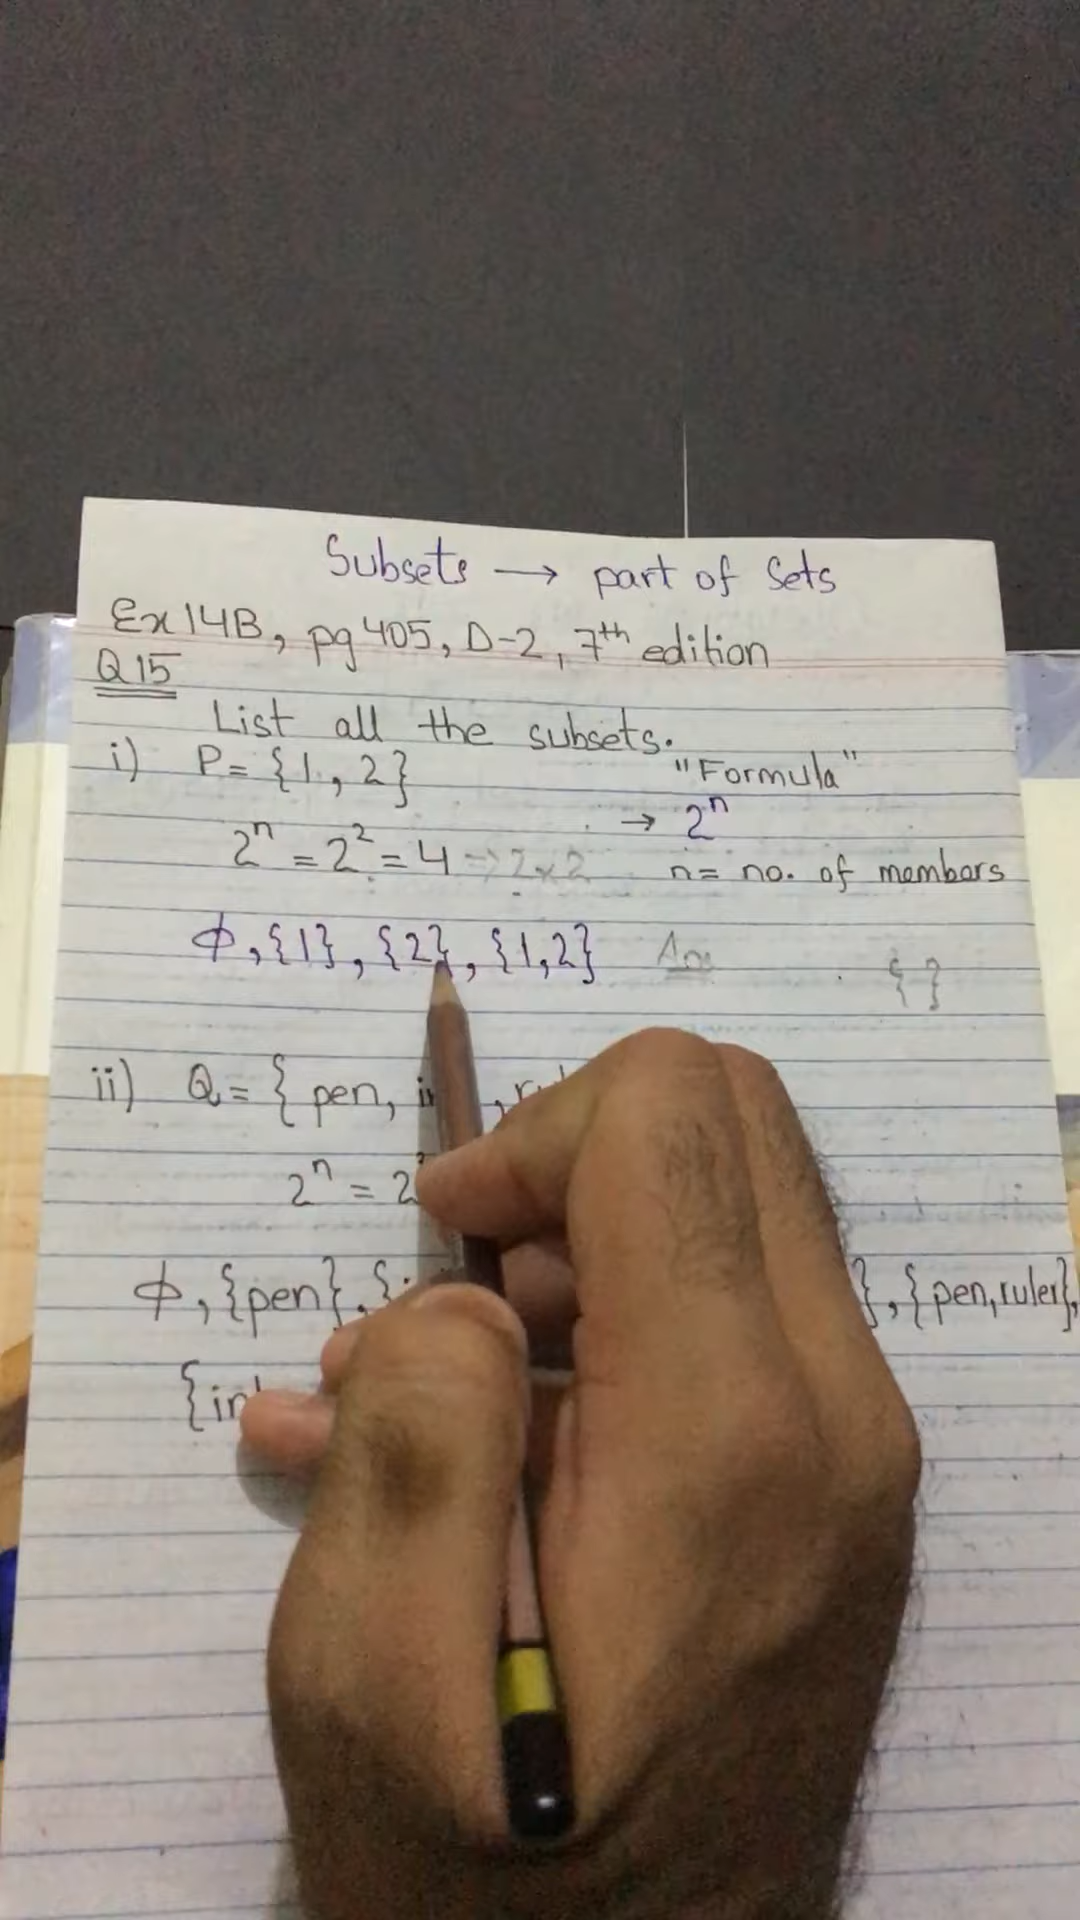 Subsets → part of Sets
Ex 14B, pg 405, D-2, 7th edition
Q15
List all the subsets.
i) P = {1, 2} "Formula"
→ 2ⁿ
2ⁿ = 2² = 4 ⇒ 2×2 n = no. of members
Φ, {1}, {2}, {1,2} Ans
{ }
ii) Q = { pen,
2ⁿ = 2
Φ, {pen}, { }, {pen, ruler},
{